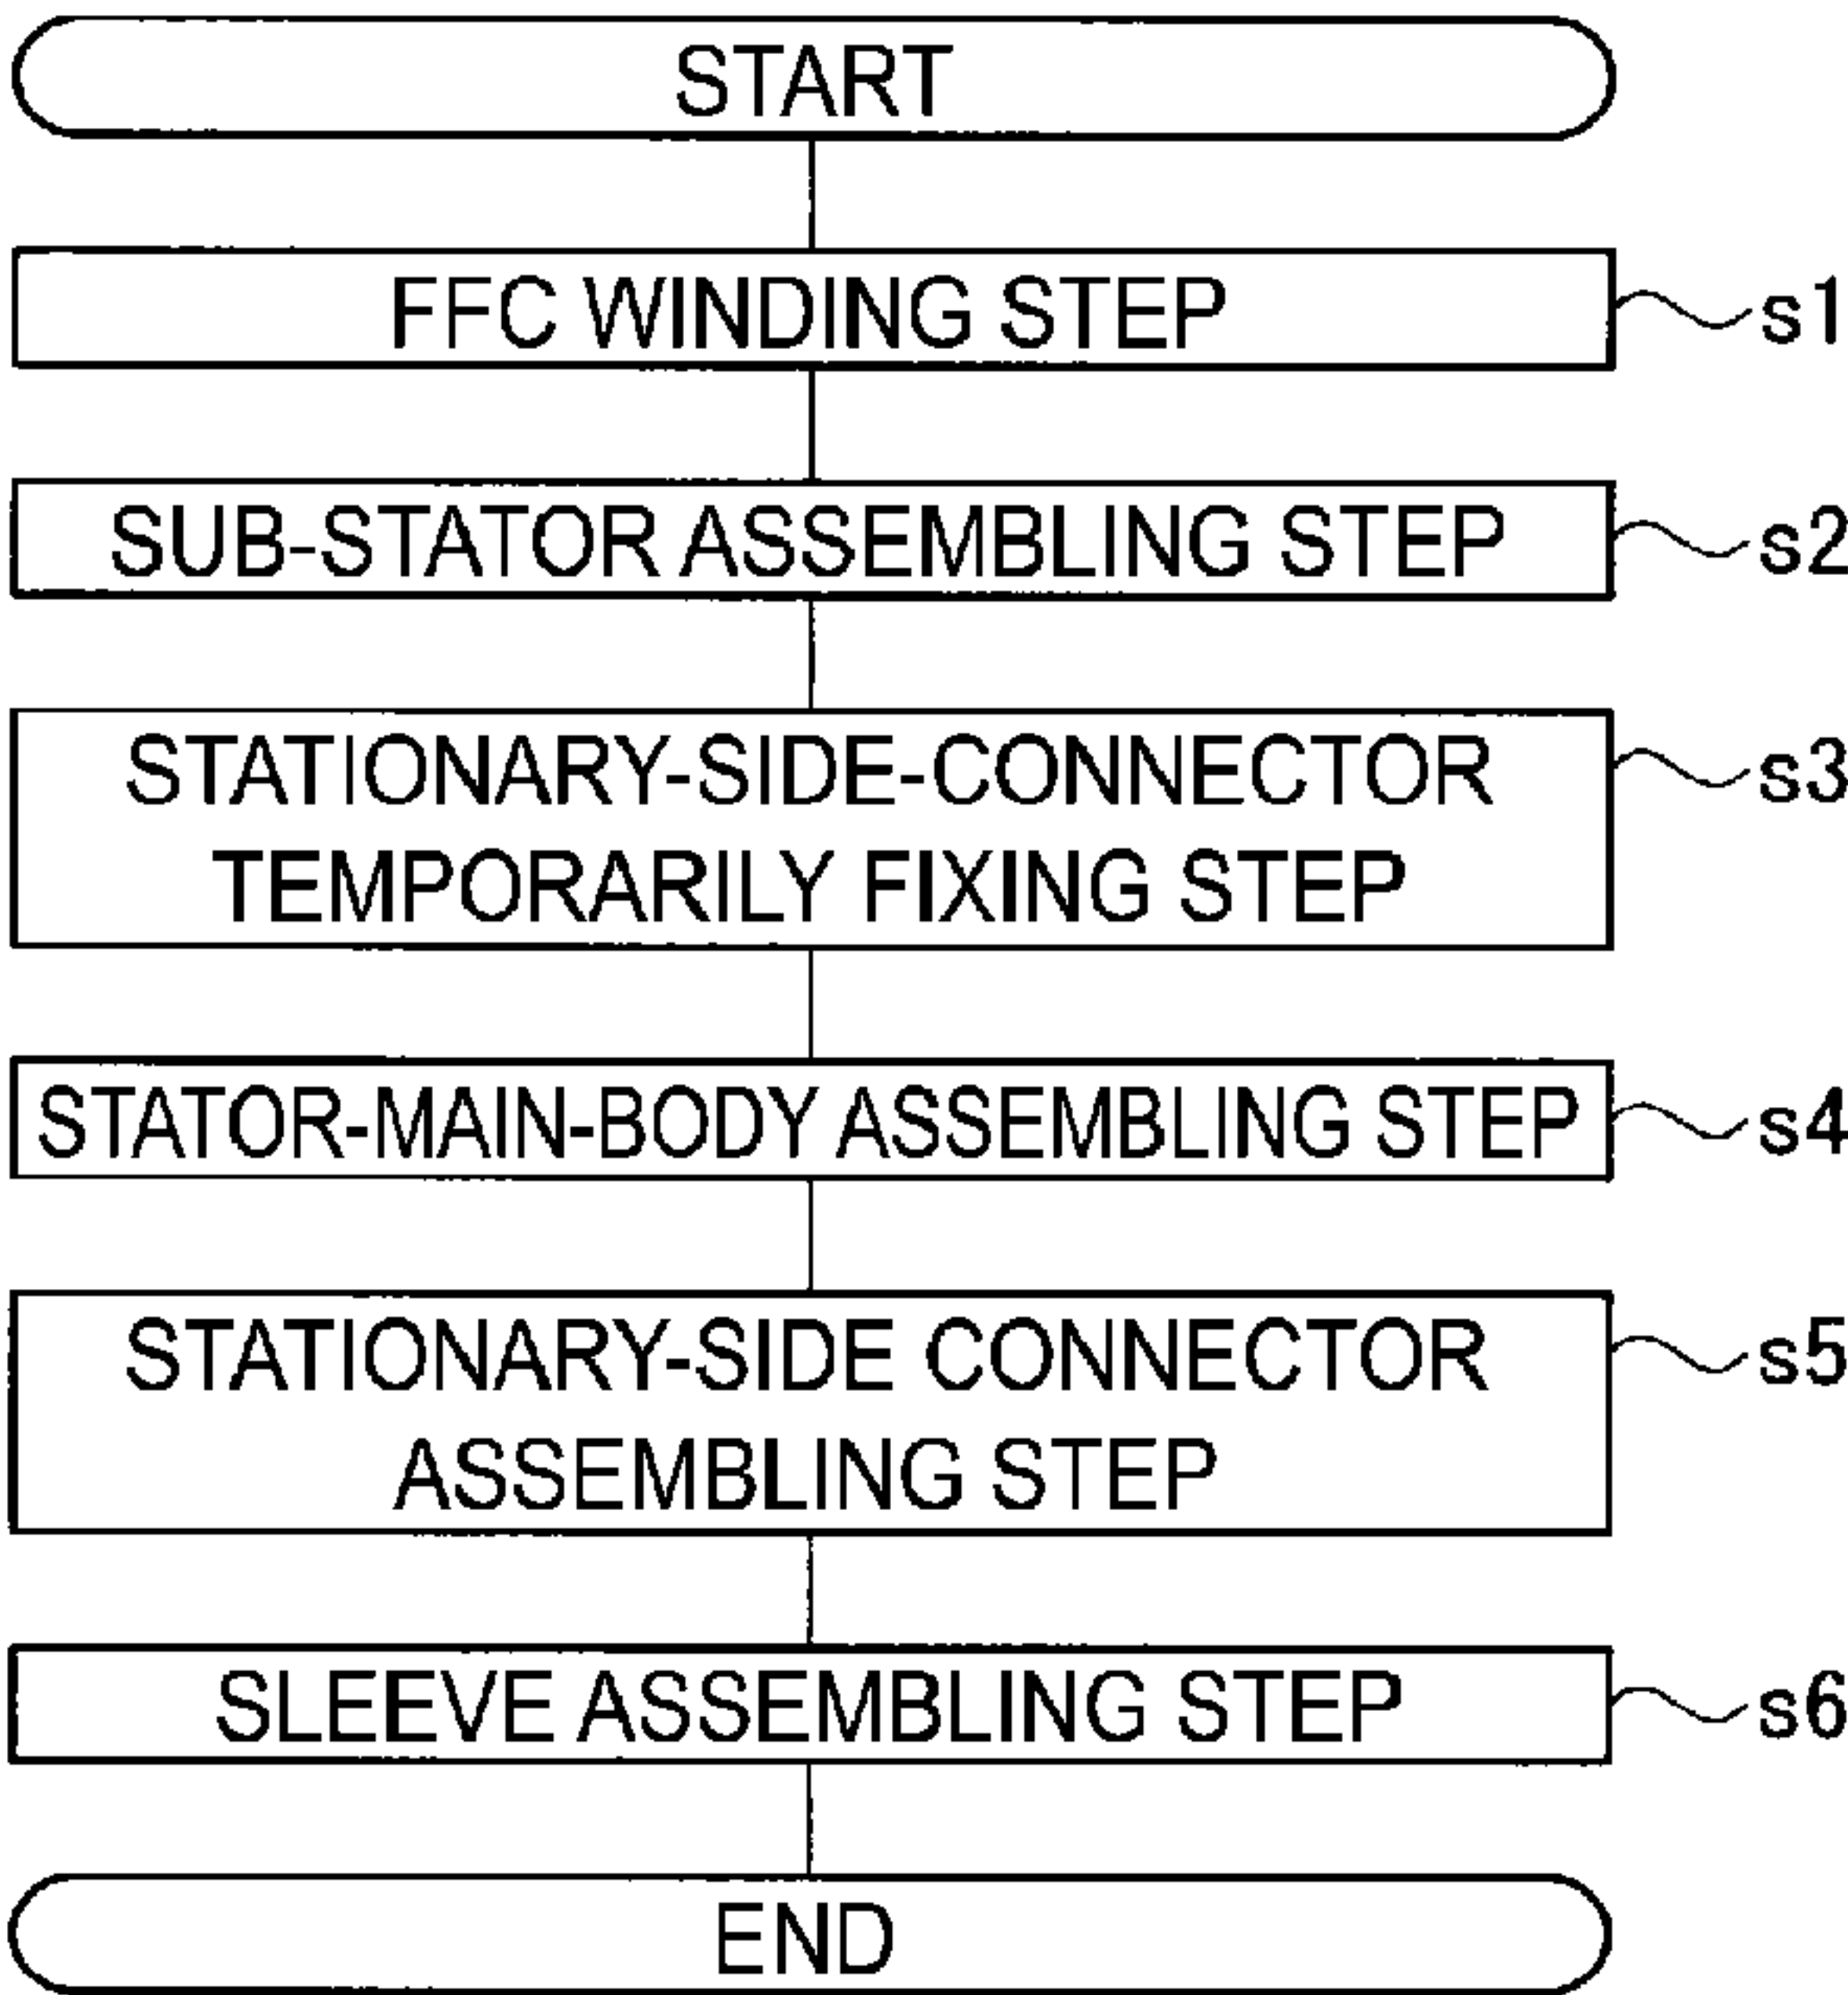 START
FFC WINDING STEP
s1
SUB-STATOR ASSEMBLING STEP
s2
STATIONARY-SIDE-CONNECTOR
TEMPORARILY FIXING STEP
s3
STATOR-MAIN-BODY ASSEMBLING STEP
s4
STATIONARY-SIDE CONNECTOR
ASSEMBLING STEP
s5
SLEEVE ASSEMBLING STEP
s6
END